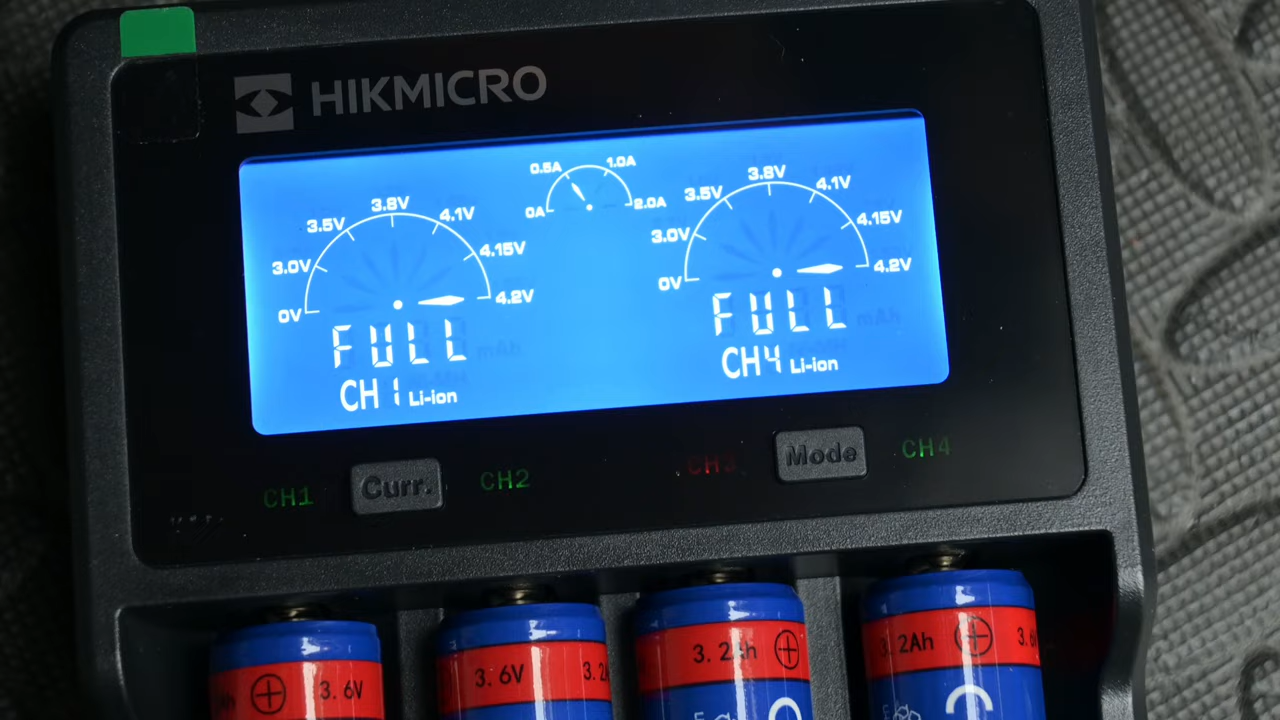 HIKMICRO
0V 3.0V 3.5V 3.8V 4.1V 4.15V 4.2V
0A 0.5A 1.0A 2.0A
0V 3.0V 3.5V 3.8V 4.1V 4.15V 4.2V
FULL
mAh
CH1 Li-ion
FULL
mAh
CH4 Li-ion
CH1 Curr. CH2 CH3 Mode CH4
3.6V
3.6V
3.2Ah
3.2Ah